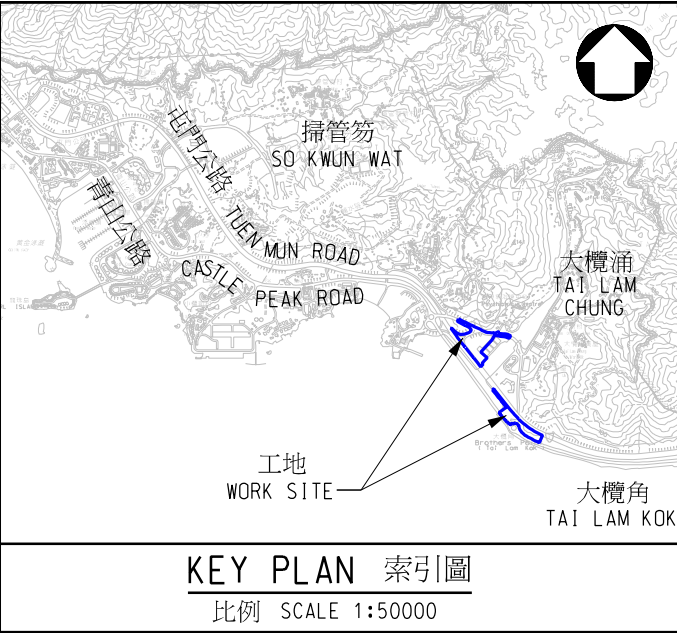 掃管笏
SO KWUN WAT
屯門公路
青山公路
TUEN MUN ROAD
CASTLE PEAK ROAD
大欖涌
TAI LAM
CHUNG
工地
WORK SITE
大欖角
TAI LAM KOK
KEY PLAN 索引圖
比例 SCALE 1:50000